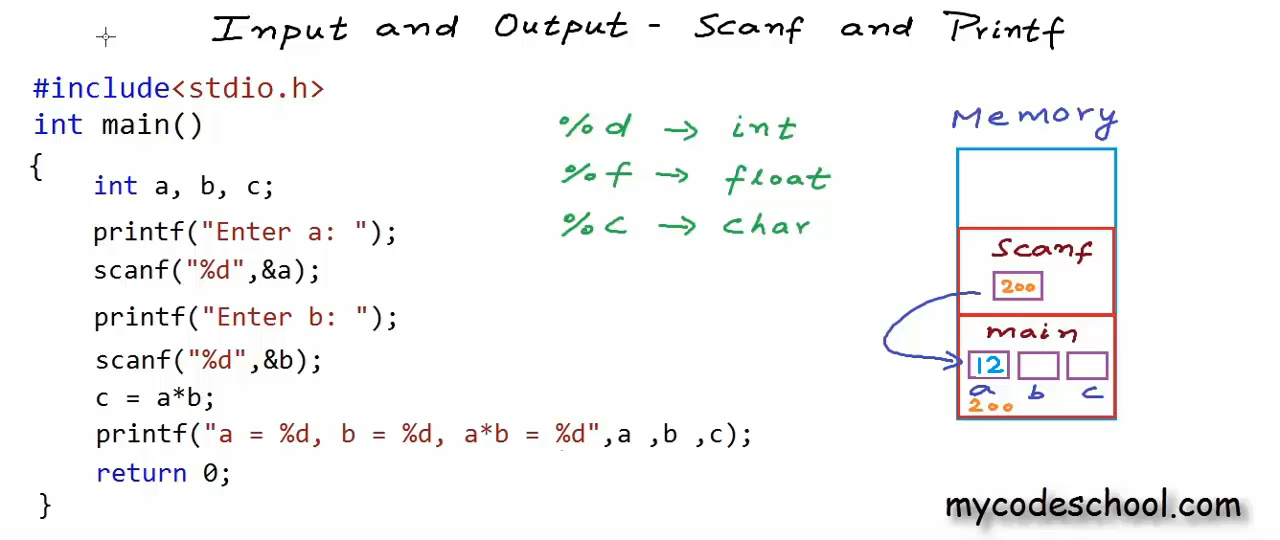 Input and Output - Scanf and Printf
#include<stdio.h>
int main()
{
int a, b, c;
printf("Enter a: ");
scanf("%d",&a);
printf("Enter b: ");
scanf("%d",&b);
c = a*b;
printf("a = %d, b = %d, a*b = %d",a ,b ,c);
return 0;
}
%d → int
%f → float
%c → char
Memory
Scanf
200
main
12
a b c
200
mycodeschool.com